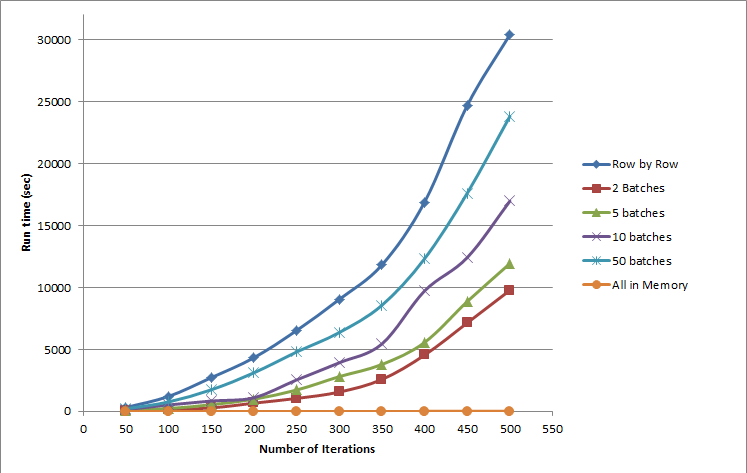 30000
25000
20000
15000
10000
5000
0
Run time (sec)
0 50 100 150 200 250 300 350 400 450 500 550
Number of Iterations
Row by Row
2 Batches
5 batches
10 batches
50 batches
All in Memory